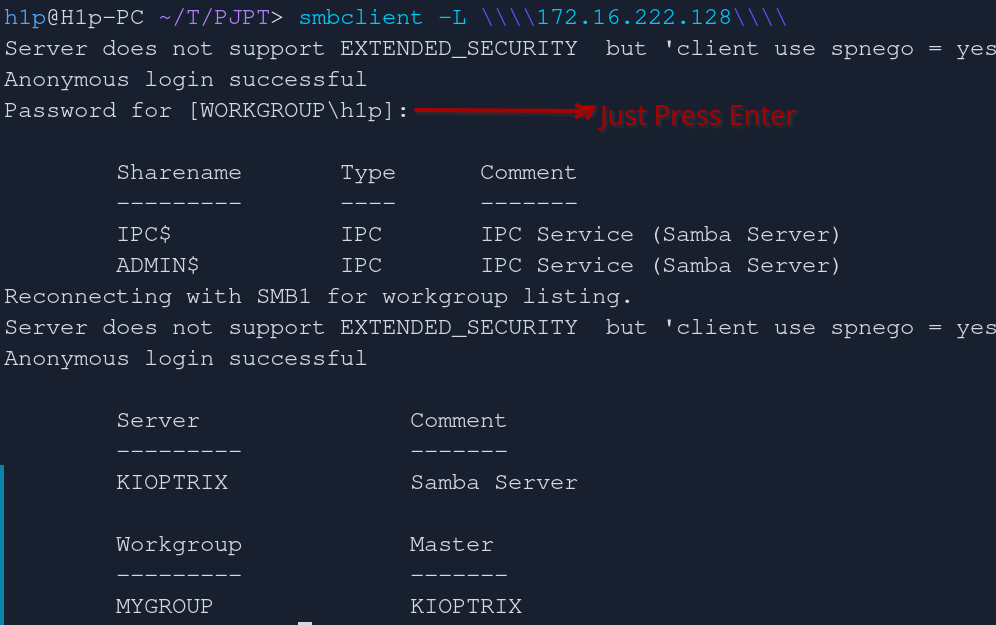 h1p@H1p-PC ~/T/PJPT> smbclient -L \\\\172.16.222.128\\\\
Server does not support EXTENDED_SECURITY  but 'client use spnego = yes
Anonymous login successful
Password for [WORKGROUP\h1p]: Just Press Enter
Sharename Type Comment
--------- ---- -------
IPC$ IPC IPC Service (Samba Server)
ADMIN$ IPC IPC Service (Samba Server)
Reconnecting with SMB1 for workgroup listing.
Server does not support EXTENDED_SECURITY  but 'client use spnego = yes
Anonymous login successful
Server Comment
--------- -------
KIOPTRIX Samba Server
Workgroup Master
--------- -------
MYGROUP KIOPTRIX